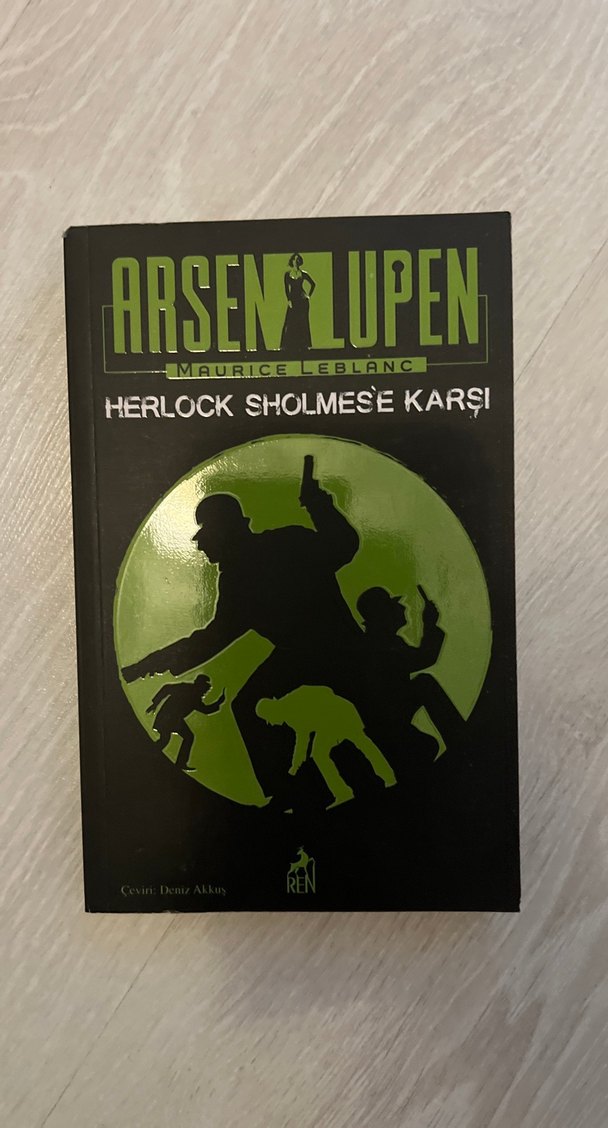 ARSEN LUPEN
MAURICE LEBLANC
HERLOCK SHOLMES'E KARŞI
REN
Çeviri: Deniz Akkuş